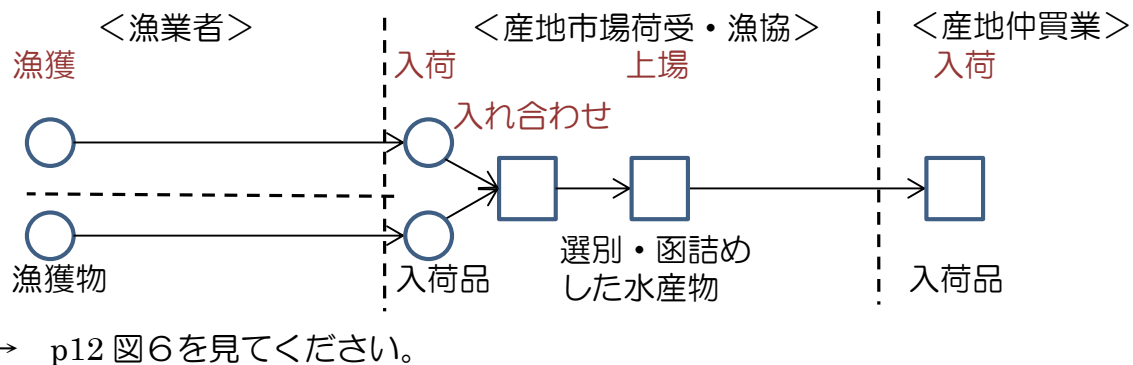 ＜漁業者＞ ＜産地市場荷受・漁協＞ ＜産地仲買業＞
漁獲 入荷 上場 入荷
入れ合わせ
選別・函詰め
した水産物
漁獲物 入荷品 入荷品
→ p12 図６を見てください。